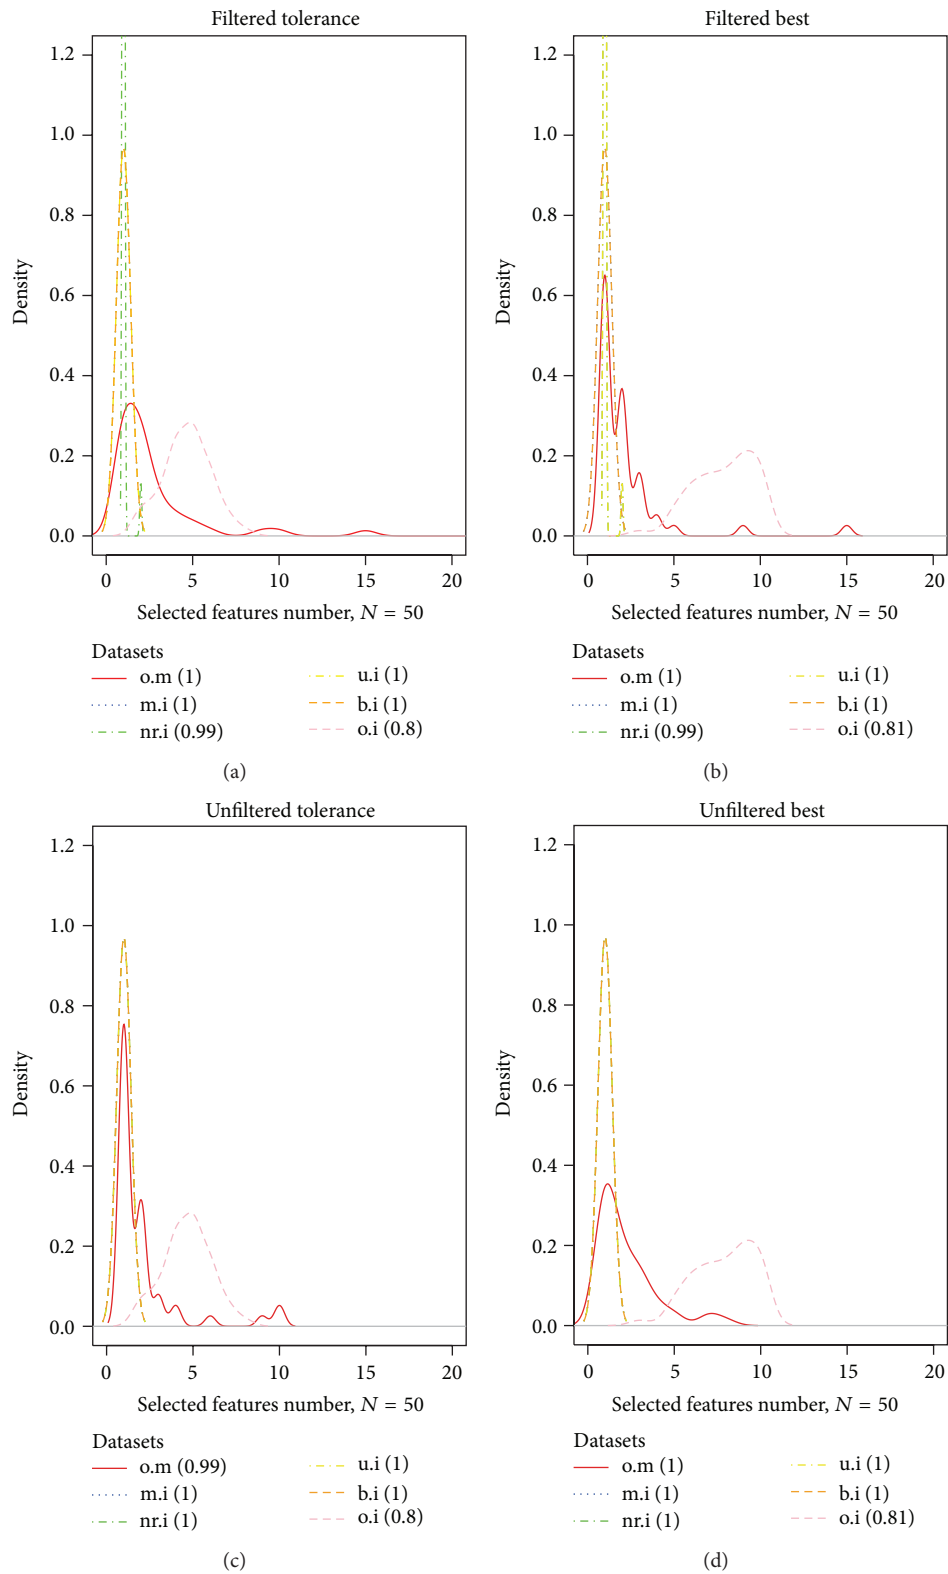 Filtered tolerance
1.2
1.0
0.8
0.6
0.4
0.2
0.0
Density
0 5 10 15 20
Selected features number, N = 50
Datasets
o.m (1)
m.i (1)
nr.i (0.99)
u.i (1)
b.i (1)
o.i (0.8)
(a)
Filtered best
1.2
1.0
0.8
0.6
0.4
0.2
0.0
Density
0 5 10 15 20
Selected features number, N = 50
Datasets
o.m (1)
m.i (1)
nr.i (0.99)
u.i (1)
b.i (1)
o.i (0.81)
(b)
Unfiltered tolerance
1.2
1.0
0.8
0.6
0.4
0.2
0.0
Density
0 5 10 15 20
Selected features number, N = 50
Datasets
o.m (0.99)
m.i (1)
nr.i (1)
u.i (1)
b.i (1)
o.i (0.8)
(c)
Unfiltered best
1.2
1.0
0.8
0.6
0.4
0.2
0.0
Density
0 5 10 15 20
Selected features number, N = 50
Datasets
o.m (1)
m.i (1)
nr.i (1)
u.i (1)
b.i (1)
o.i (0.81)
(d)